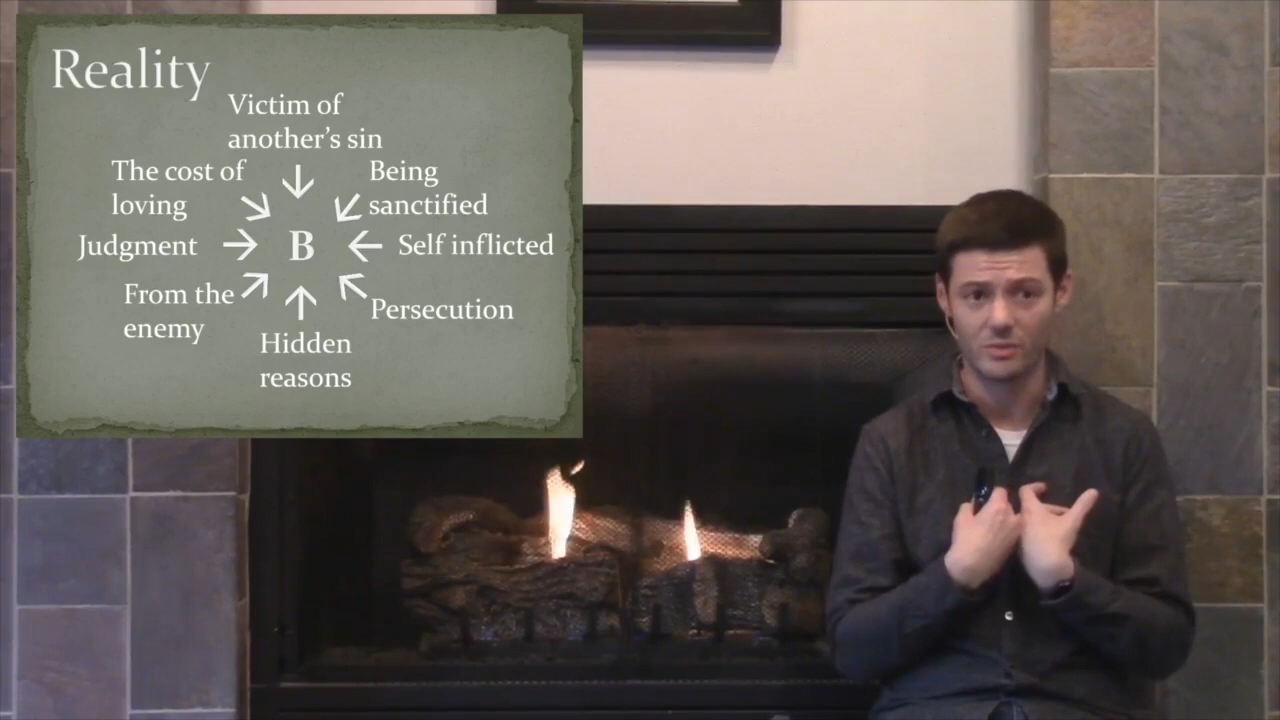 Reality
Victim of
another's sin
The cost of
loving
Being
sanctified
Judgment
B
Self inflicted
From the
enemy
Persecution
Hidden
reasons